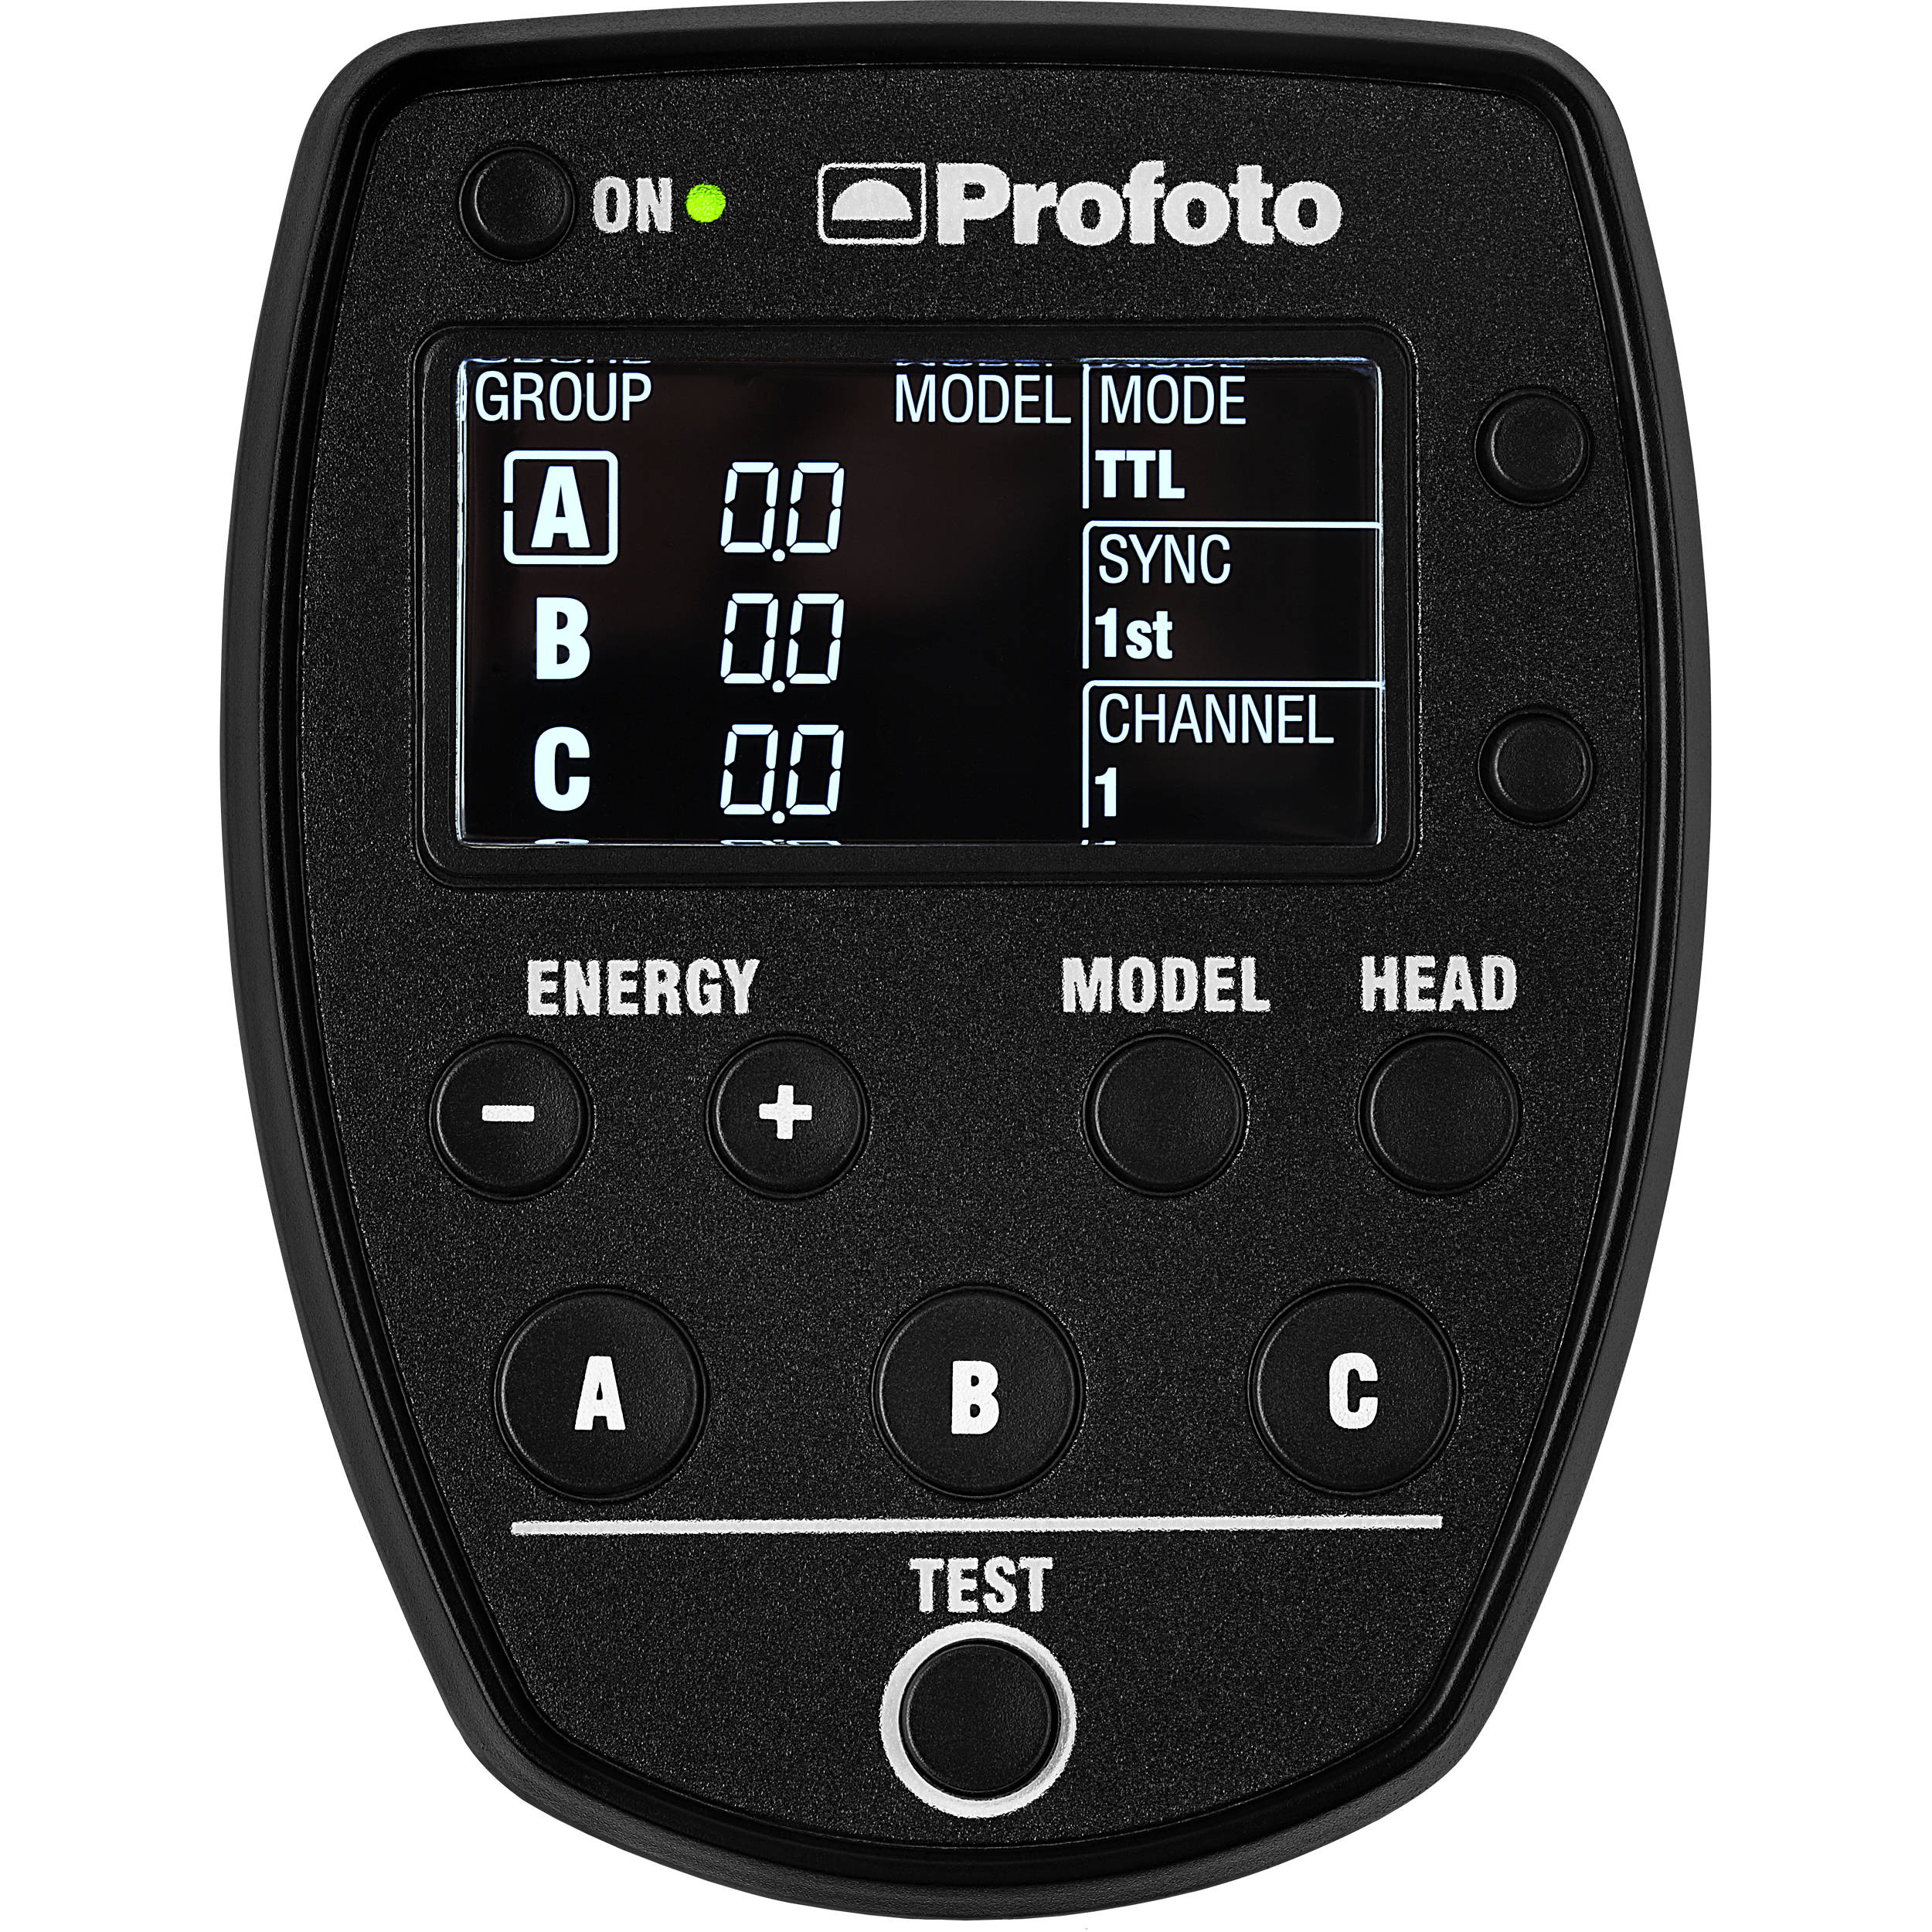 ON Profoto
GROUP MODEL MODE
A 0.0 TTL
SYNC
B 0.0 1st
CHANNEL
C 0.0 1
ENERGY MODEL HEAD
- +
A B C
TEST